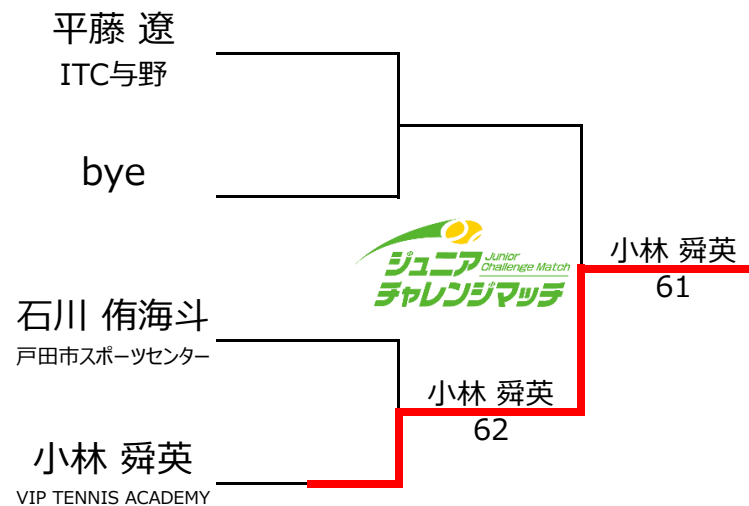 平藤 遼
ITC与野
bye
ジュニア
Junior
Challenge Match
チャレンジマッチ
小林 舜英
61
石川 侑海斗
戸田市スポーツセンター
小林 舜英
62
小林 舜英
VIP TENNIS ACADEMY